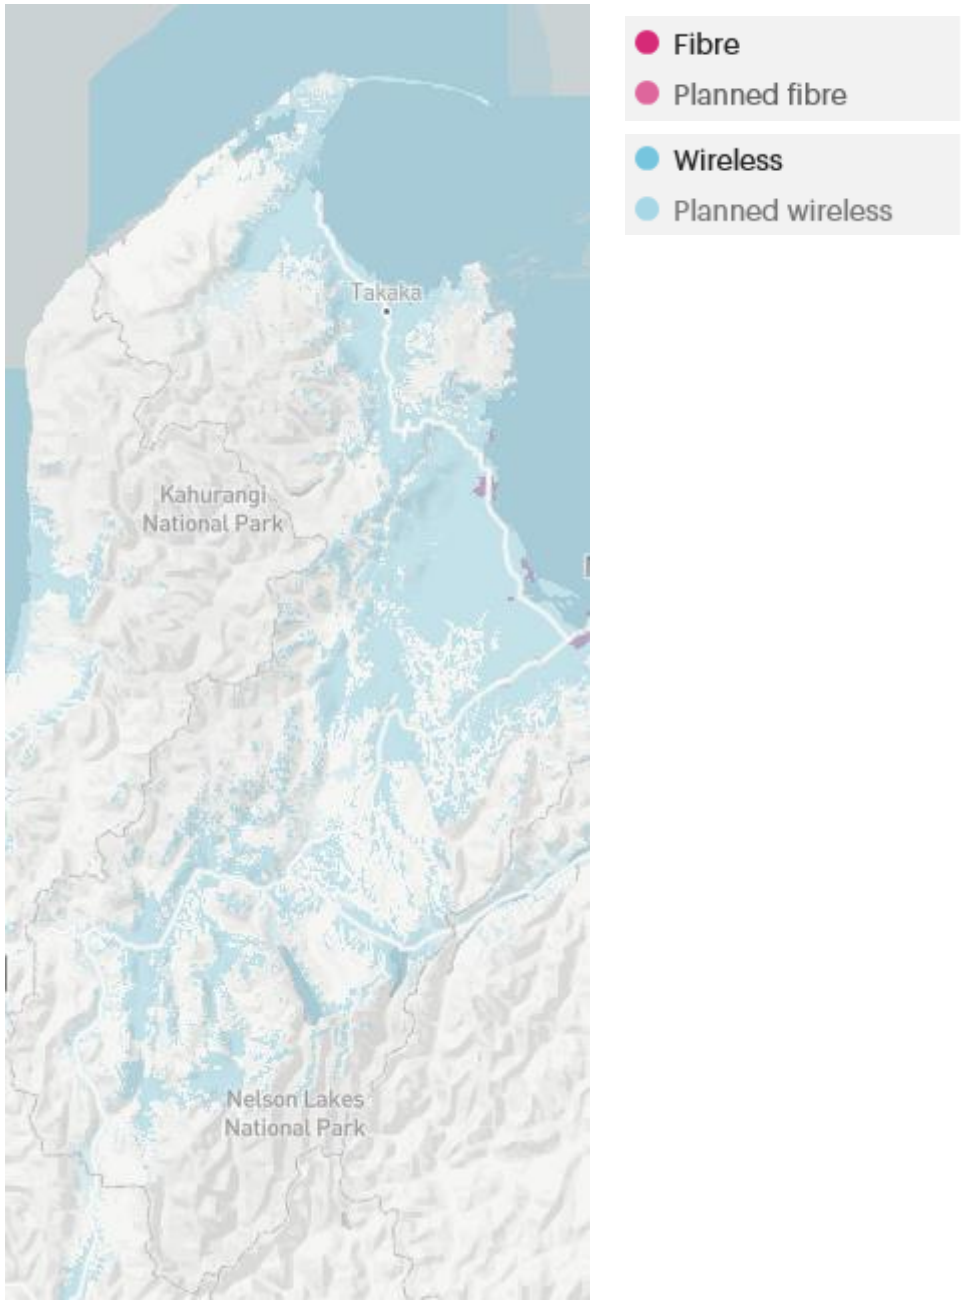 Fibre
Planned fibre
Wireless
Planned wireless
Takaka
Kahurangi
National Park
Nelson Lakes
National Park